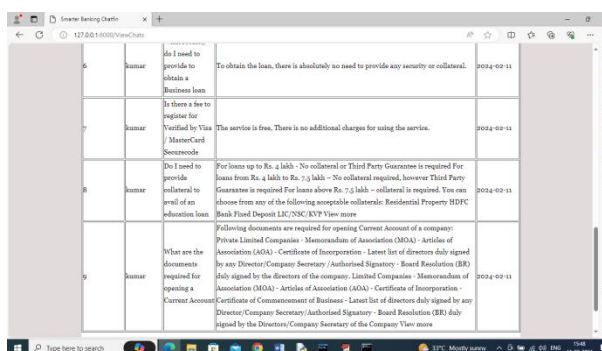 Smarter Banking Chatfin
127.0.0.1:8000/ViewChats
6 kumar do I need to provide to obtain a Business loan To obtain the loan, there is absolutely no need to provide any security or collateral. 2024-02-11
7 kumar Is there a fee to register for Verified by Visa / MasterCard Securecode The service is free, There is no additional charges for using the service. 2024-02-11
8 kumar Do I need to provide collateral to avail of an education loan For loans up to Rs. 4 lakh - No collateral or Third Party Guarantee is required For loans from Rs. 4 lakh to Rs. 7.5 lakh – No collateral required, however Third Party Guarantee is required For loans above Rs. 7.5 lakh – collateral is required. You can choose from any of the following acceptable collaterals: Residential Property HDFC Bank Fixed Deposit LIC/NSC/KVP View more 2024-02-11
9 kumar What are the documents required for opening a Current Account Following documents are required for opening Current Account of a company: Private Limited Companies - Memorandum of Association (MOA) - Articles of Association (AOA) - Certificate of Incorporation - Latest list of directors duly signed by any Director/Company Secretary /Authorised Signatory - Board Resolution (BR) duly signed by the directors of the company. Limited Companies - Memorandum of Association (MOA) - Articles of Association (AOA) - Certificate of Incorporation - Certificate of Commencement of Business - Latest list of directors duly signed by any Director/Company Secretary/Authorised Signatory - Board Resolution (BR) duly signed by the Directors/Company Secretary of the Company View more 2024-02-11
Type here to search
33°C Mostly sunny
ENG
15:48